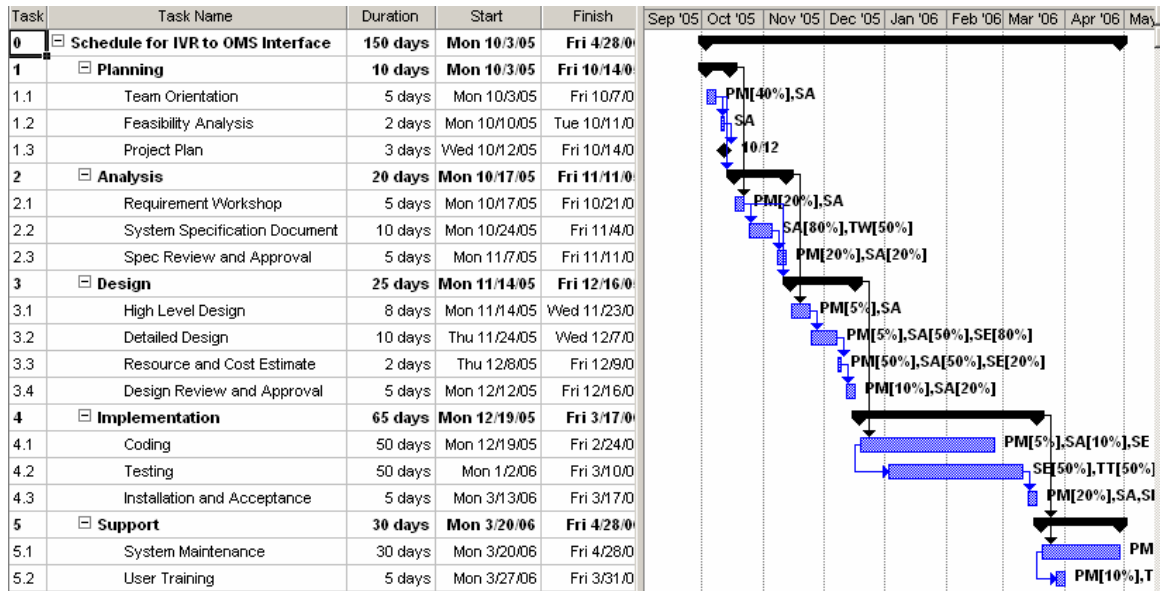 Task Task Name Duration Start Finish Sep '05 Oct '05 Nov '05 Dec '05 Jan '06 Feb '06 Mar '06 Apr '06 May
0 Schedule for IVR to OMS Interface 150 days Mon 10/3/05 Fri 4/28/0
1 Planning 10 days Mon 10/3/05 Fri 10/14/0
1.1 Team Orientation 5 days Mon 10/3/05 Fri 10/7/0 PM[40%],SA
1.2 Feasibility Analysis 2 days Mon 10/10/05 Tue 10/11/0 SA
1.3 Project Plan 3 days Wed 10/12/05 Fri 10/14/0 10/12
2 Analysis 20 days Mon 10/17/05 Fri 11/11/0
2.1 Requirement Workshop 5 days Mon 10/17/05 Fri 10/21/0 PM[20%],SA
2.2 System Specification Document 10 days Mon 10/24/05 Fri 11/4/0 SA[80%],TW[50%]
2.3 Spec Review and Approval 5 days Mon 11/7/05 Fri 11/11/0 PM[20%],SA[20%]
3 Design 25 days Mon 11/14/05 Fri 12/16/0
3.1 High Level Design 8 days Mon 11/14/05 Wed 11/23/0 PM[5%],SA
3.2 Detailed Design 10 days Thu 11/24/05 Wed 12/7/0 PM[5%],SA[50%],SE[80%]
3.3 Resource and Cost Estimate 2 days Thu 12/8/05 Fri 12/9/0 PM[50%],SA[50%],SE[20%]
3.4 Design Review and Approval 5 days Mon 12/12/05 Fri 12/16/0 PM[10%],SA[20%]
4 Implementation 65 days Mon 12/19/05 Fri 3/17/0
4.1 Coding 50 days Mon 12/19/05 Fri 2/24/0 PM[5%],SA[10%],SE
4.2 Testing 50 days Mon 1/2/06 Fri 3/10/0 SE[50%],TT[50%]
4.3 Installation and Acceptance 5 days Mon 3/13/06 Fri 3/17/0 PM[20%],SA,SI
5 Support 30 days Mon 3/20/06 Fri 4/28/0
5.1 System Maintenance 30 days Mon 3/20/06 Fri 4/28/0 PM
5.2 User Training 5 days Mon 3/27/06 Fri 3/31/0 PM[10%],T